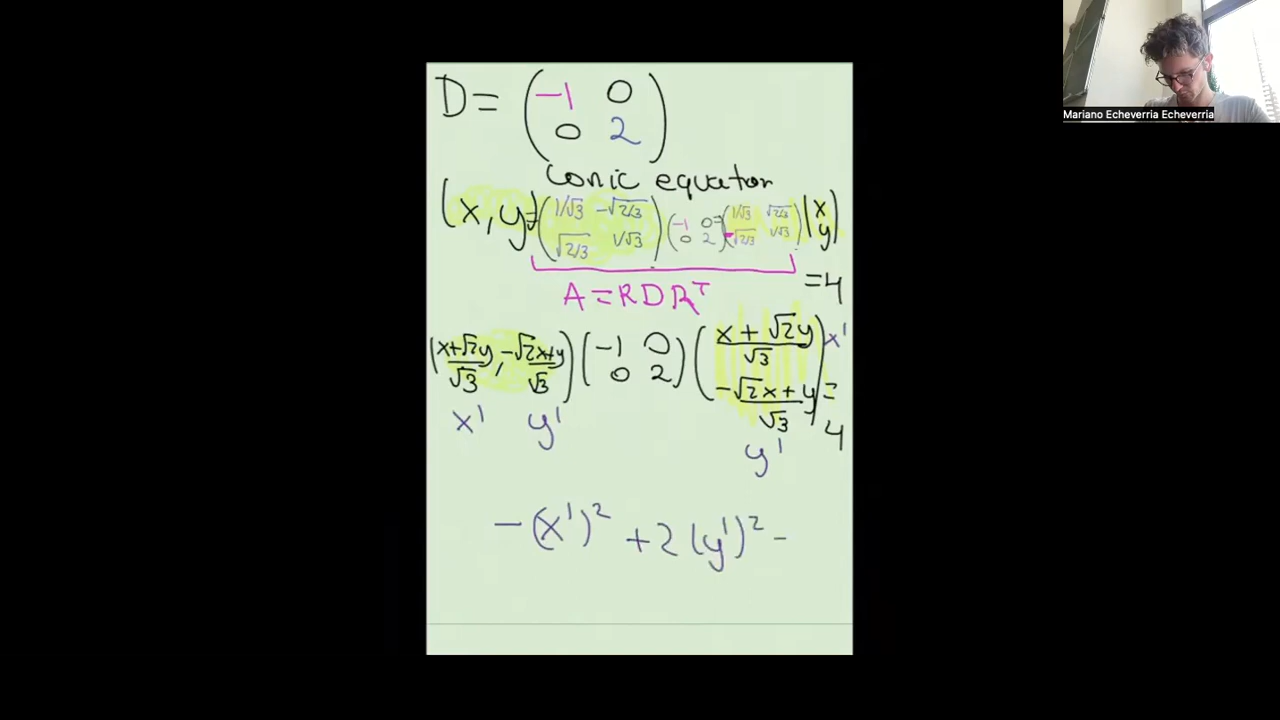 Mariano Echeverria Echeverria
D = (-1 0
0 2)
conic equation
(x, y) = (1/√3 -√2/3
√2/3 1/√3) (-1 0
0 2) = (1/√3 √2/3
-√2/3 1/√3) (x
y)
= 4
A = R D R^T
(x+√2y/√3, -√2x+y/√3) (-1 0
0 2) (x + √2y/√3
-√2x + y/√3) =
4
x' y' x'
y'
-(x')² + 2(y')² -